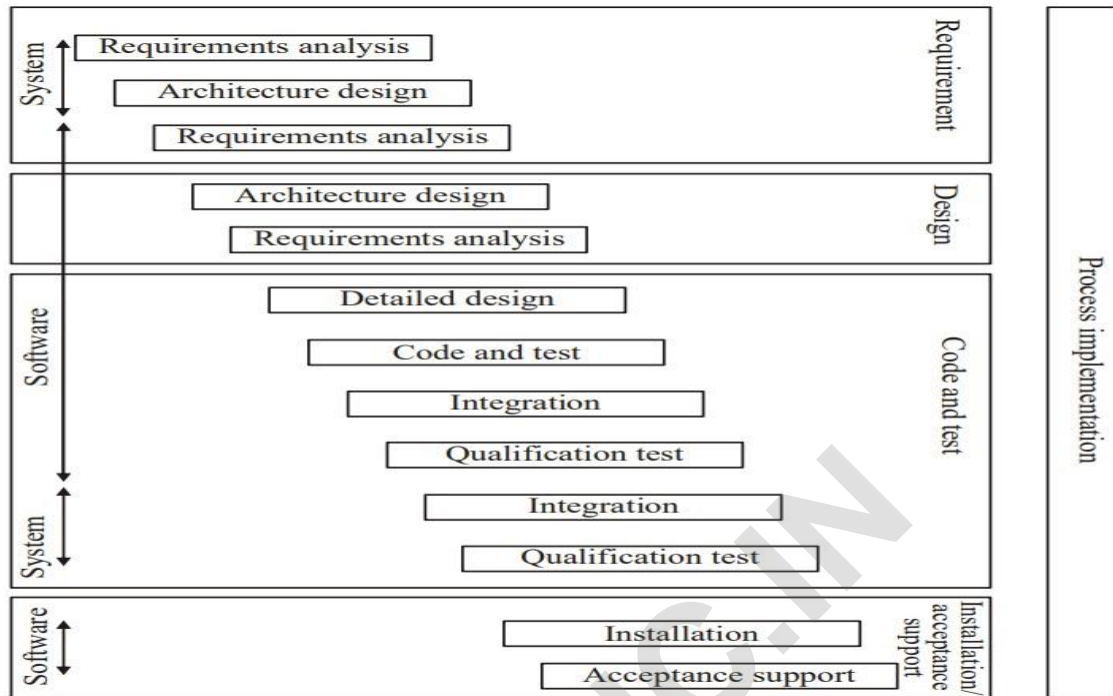 System
Requirements analysis
Architecture design
Requirements analysis
Requirement
Architecture design
Requirements analysis
Design
Software
Detailed design
Code and test
Integration
Qualification test
System
Integration
Qualification test
Code and test
Software
Installation
Acceptance support
Installation/
acceptance
support
Process implementation
C.IN